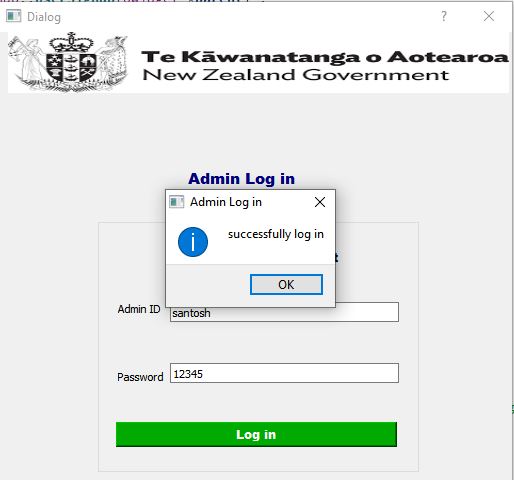 Dialog
?
Te Kāwanatanga o Aotearoa
New Zealand Government
Admin Log in
Admin Log in
successfully log in
OK
Admin ID
santosh
Password
12345
Log in